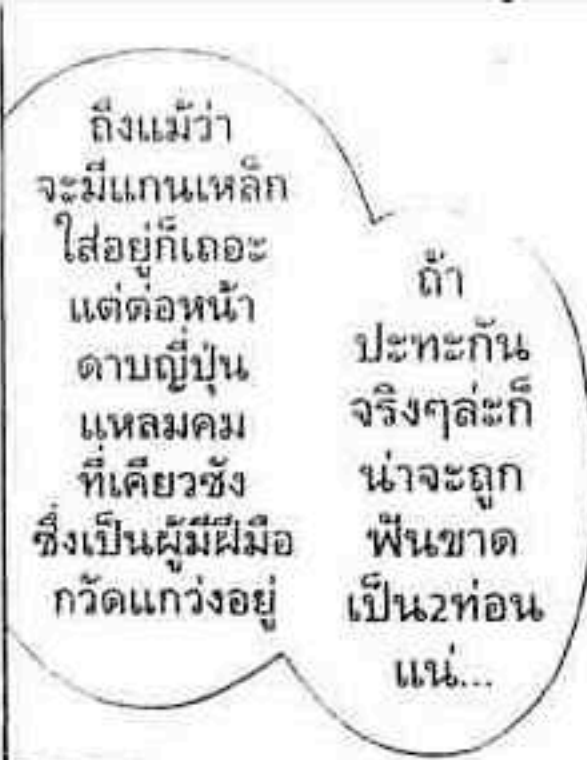 ถึงแม้ว่า
จะมีแกนเหล็ก
ใส่อยู่ก็เถอะ
แต่ต่อหน้า
ดาบญี่ปุ่น
แหลมคม
ที่เคียวซัง
ซึ่งเป็นผู้มีฝีมือ
กวัดแกว่งอยู่
ถ้า
ปะทะกัน
จริงๆล่ะก็
น่าจะถูก
ฟันขาด
เป็น2ท่อน
แน่...